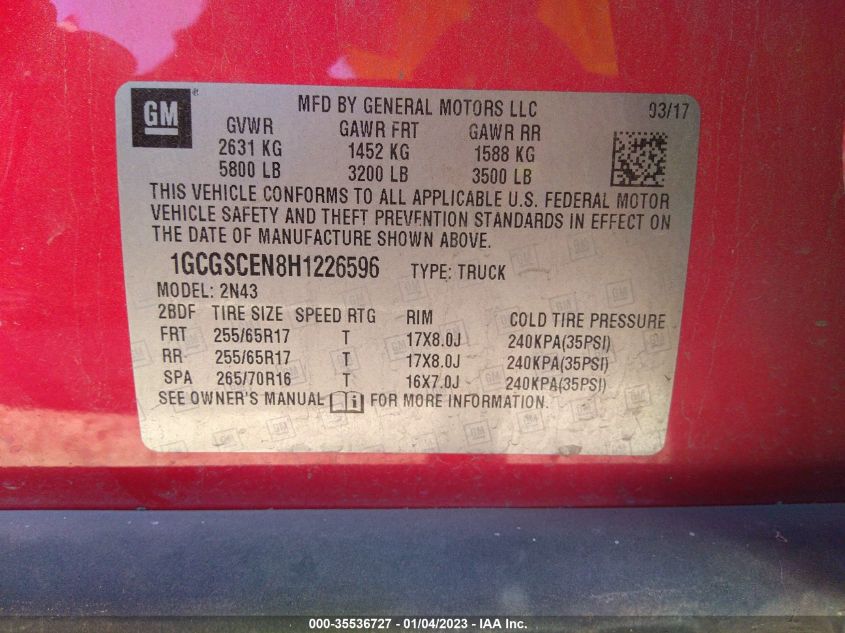 GM
MFD BY GENERAL MOTORS LLC 03/17
GVWR GAWR FRT GAWR RR
2631 KG 1452 KG 1588 KG
5800 LB 3200 LB 3500 LB
THIS VEHICLE CONFORMS TO ALL APPLICABLE U.S. FEDERAL MOTOR
VEHICLE SAFETY AND THEFT PREVENTION STANDARDS IN EFFECT ON
THE DATE OF MANUFACTURE SHOWN ABOVE.
1GCGSCEN8H1226596 TYPE: TRUCK
MODEL: 2N43
2BDF TIRE SIZE SPEED RTG RIM COLD TIRE PRESSURE
FRT 255/65R17 T 17X8.0J 240KPA(35PSI)
RR 255/65R17 T 17X8.0J 240KPA(35PSI)
SPA 265/70R16 T 16X7.0J 240KPA(35PSI)
SEE OWNER'S MANUAL FOR MORE INFORMATION.
000-35536727 - 01/04/2023 - IAA Inc.